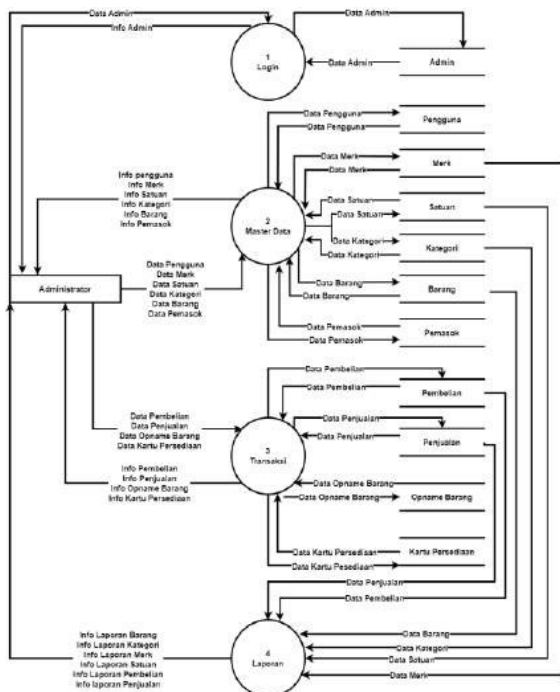 Data Admin
Info Admin
Data Admin
1
Login
Data Admin
Admin
Data Pengguna
Data Pengguna
Pengguna
Data Merk
Data Merk
Merk
Info pengguna
Info Merk
Info Satuan
Info Kategori
Info Barang
Info Pemasok
2
Master Data
Data Satuan
Data Satuan
Satuan
Data Kategori
Data Kategori
Kategori
Administrator
Data Pengguna
Data Merk
Data Satuan
Data Kategori
Data Barang
Data Pemasok
Data Barang
Data Barang
Barang
Data Pemasok
Data Pemasok
Pemasok
Data Pembelian
Data Pembelian
Pembelian
Data Pembelian
Data Penjualan
Data Opname Barang
Data Kartu Persediaan
3
Transaksi
Data Penjualan
Data Penjualan
Penjualan
Info Pembelian
Info Penjualan
Info Opname Barang
Info Kartu Persediaan
Data Opname Barang
Data Opname Barang
Opname Barang
Data Kartu Persediaan
Data Kartu Pesediaan
Kartu Persediaan
Data Penjualan
Data Pembelian
Info Laporan Barang
Info Laporan Kategori
Info Laporan Merk
Info Laporan Satuan
Info Laporan Pembelian
Info laporan Penjualan
4
Laporan
Data Barang
Data Kategori
Data Satuan
Data Merk